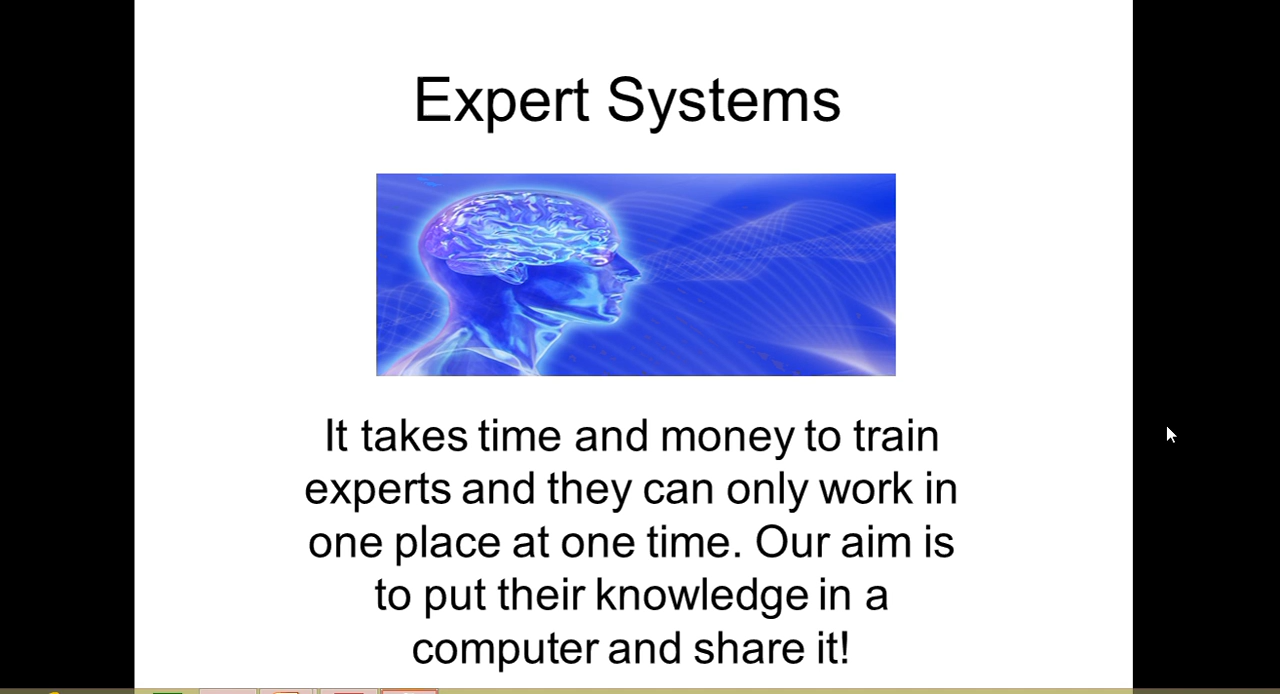 Expert Systems
It takes time and money to train
experts and they can only work in
one place at one time. Our aim is
to put their knowledge in a
computer and share it!